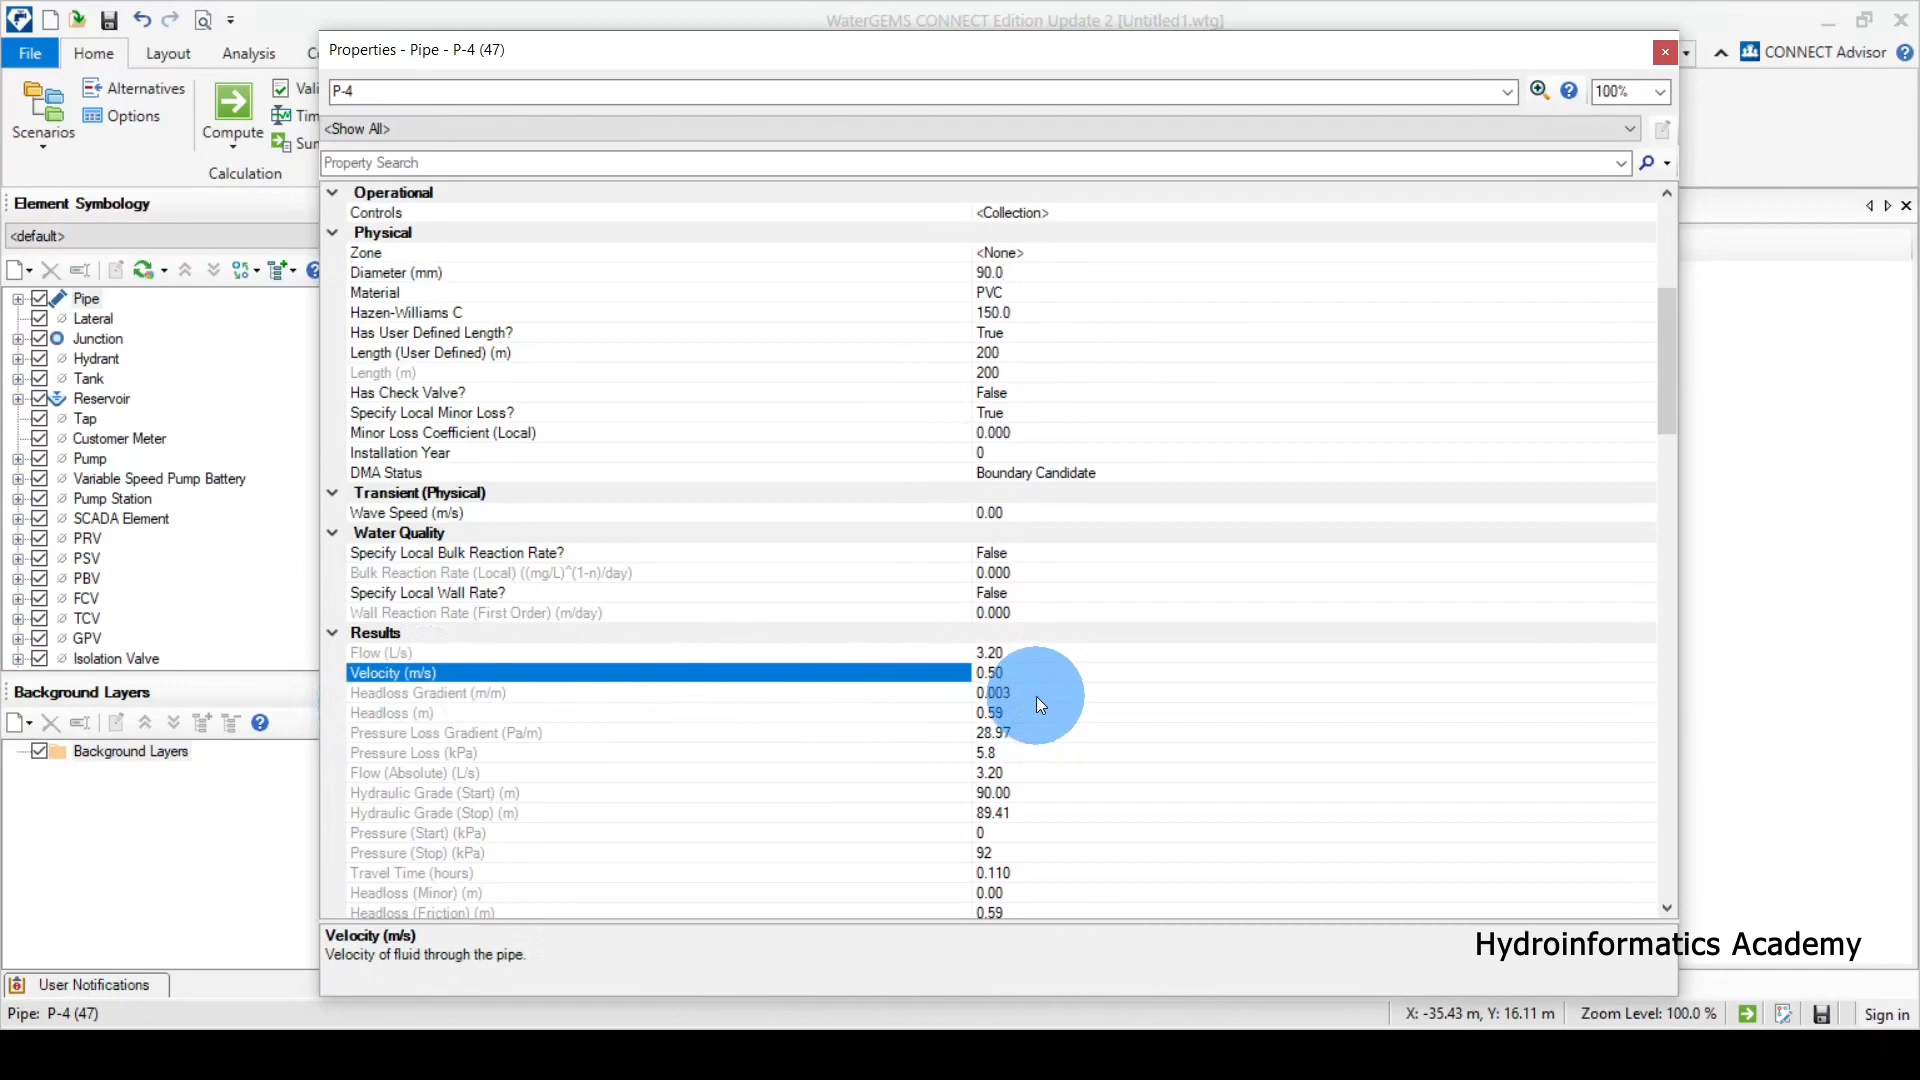 WaterGEMS CONNECT Edition Update 2 [Untitled1.wtg]
File Home Layout Analysis
CONNECT Advisor
Properties - Pipe - P-4 (47)
P-4 100%
<Show All>
Property Search
Scenarios
Alternatives
Options
Compute
Calculation
Element Symbology
<default>
Pipe
Lateral
Junction
Hydrant
Tank
Reservoir
Tap
Customer Meter
Pump
Variable Speed Pump Battery
Pump Station
SCADA Element
PRV
PSV
PBV
FCV
TCV
GPV
Isolation Valve
Background Layers
Background Layers
User Notifications
Operational
Controls <Collection>
Physical
Zone <None>
Diameter (mm) 90.0
Material PVC
Hazen-Williams C 150.0
Has User Defined Length? True
Length (User Defined) (m) 200
Length (m) 200
Has Check Valve? False
Specify Local Minor Loss? True
Minor Loss Coefficient (Local) 0.000
Installation Year 0
DMA Status Boundary Candidate
Transient (Physical)
Wave Speed (m/s) 0.00
Water Quality
Specify Local Bulk Reaction Rate? False
Bulk Reaction Rate (Local) ((mg/L)^(1-n)/day) 0.000
Specify Local Wall Rate? False
Wall Reaction Rate (First Order) (m/day) 0.000
Results
Flow (L/s) 3.20
Velocity (m/s) 0.50
Headloss Gradient (m/m) 0.003
Headloss (m) 0.59
Pressure Loss Gradient (Pa/m) 28.97
Pressure Loss (kPa) 5.8
Flow (Absolute) (L/s) 3.20
Hydraulic Grade (Start) (m) 90.00
Hydraulic Grade (Stop) (m) 89.41
Pressure (Start) (kPa) 0
Pressure (Stop) (kPa) 92
Travel Time (hours) 0.110
Headloss (Minor) (m) 0.00
Headloss (Friction) (m) 0.59
Velocity (m/s)
Velocity of fluid through the pipe.
Hydroinformatics Academy
Pipe: P-4 (47)
X: -35.43 m, Y: 16.11 m Zoom Level: 100.0 % Sign in